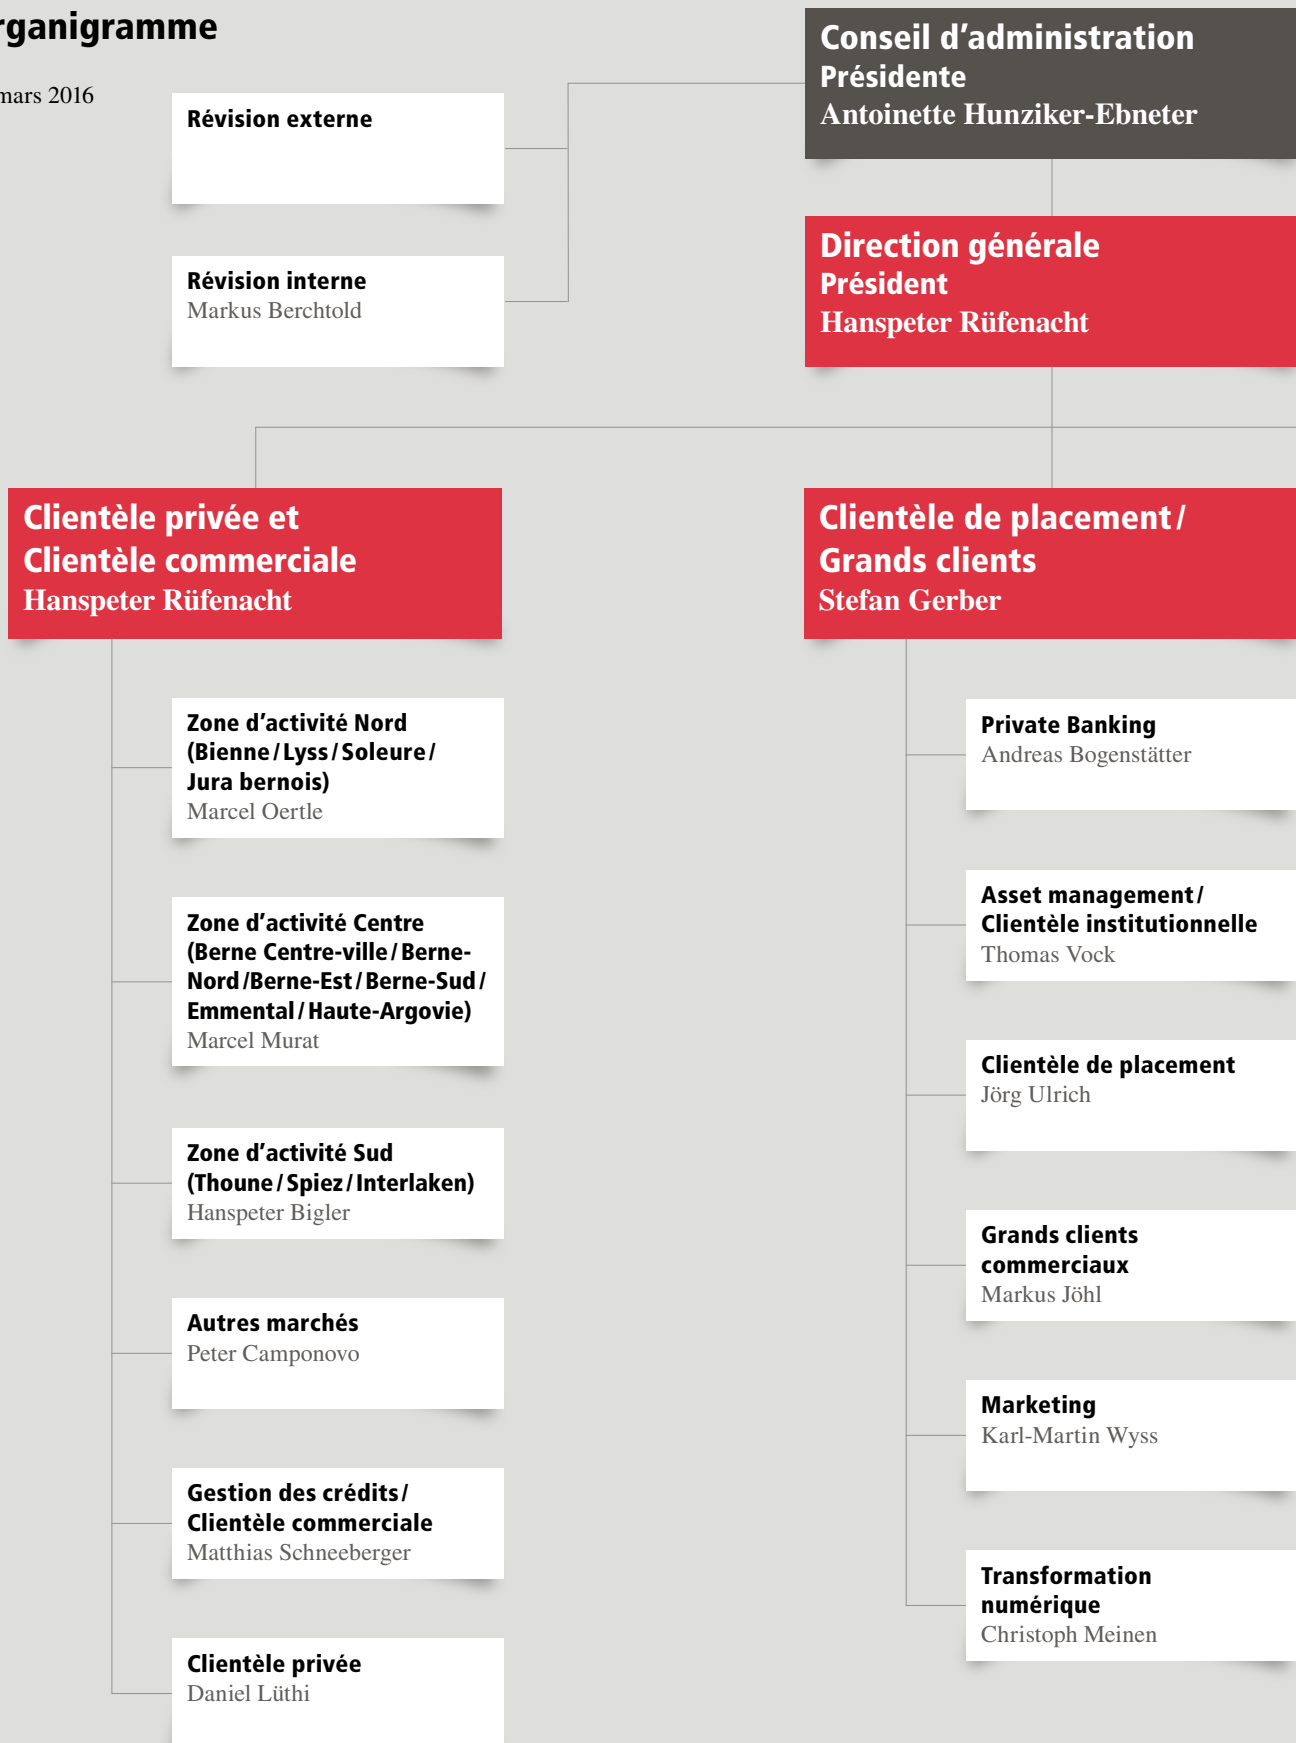 rganigramme
mars 2016
Conseil d’administration
Présidente
Antoinette Hunziker-Ebneter
Révision externe
Révision interne
Markus Berchtold
Direction générale
Président
Hanspeter Rüfenacht
Clientèle privée et
Clientèle commerciale
Hanspeter Rüfenacht
Zone d’activité Nord
(Bienne / Lyss / Soleure /
Jura bernois)
Marcel Oertle
Zone d’activité Centre
(Berne Centre-ville / Berne-
Nord /Berne-Est / Berne-Sud /
Emmental / Haute-Argovie)
Marcel Murat
Zone d’activité Sud
(Thoune / Spiez / Interlaken)
Hanspeter Bigler
Autres marchés
Peter Camponovo
Gestion des crédits /
Clientèle commerciale
Matthias Schneeberger
Clientèle privée
Daniel Lüthi
Clientèle de placement /
Grands clients
Stefan Gerber
Private Banking
Andreas Bogenstätter
Asset management /
Clientèle institutionnelle
Thomas Vock
Clientèle de placement
Jörg Ulrich
Grands clients
commerciaux
Markus Jöhl
Marketing
Karl-Martin Wyss
Transformation
numérique
Christoph Meinen